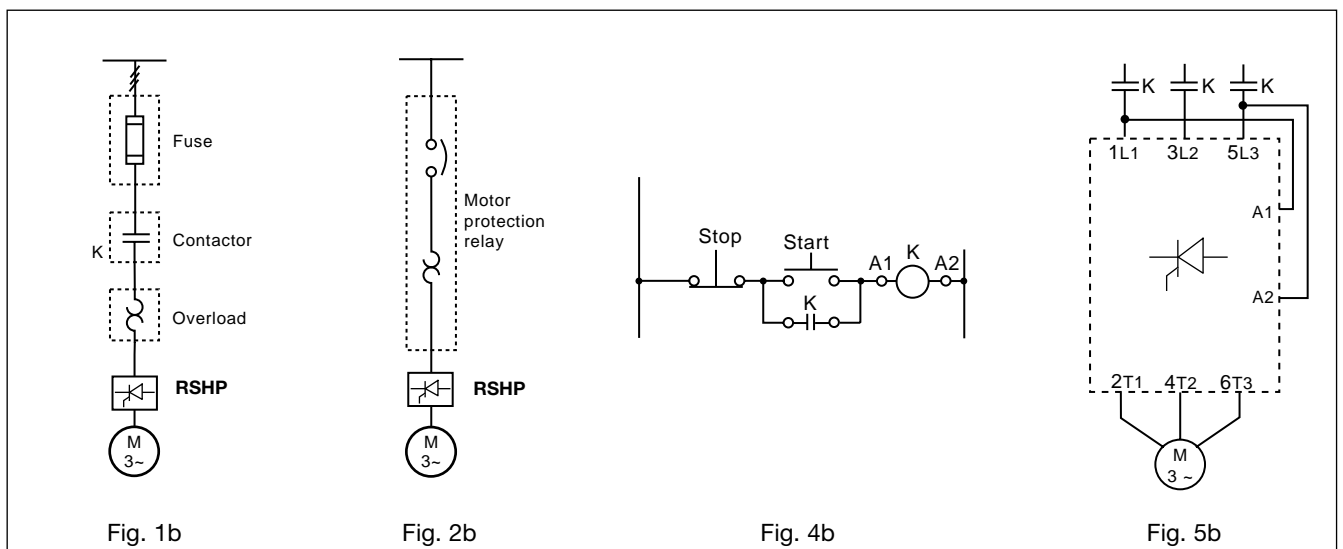 Fuse
K
Contactor
Overload
RSHP
M
3~
Fig. 1b
Motor
protection
relay
RSHP
M
3~
Fig. 2b
Stop
Start
A1
K
A2
K
Fig. 4b
K
K
K
1L1
3L2
5L3
A1
A2
2T1
4T2
6T3
M
3 ~
Fig. 5b